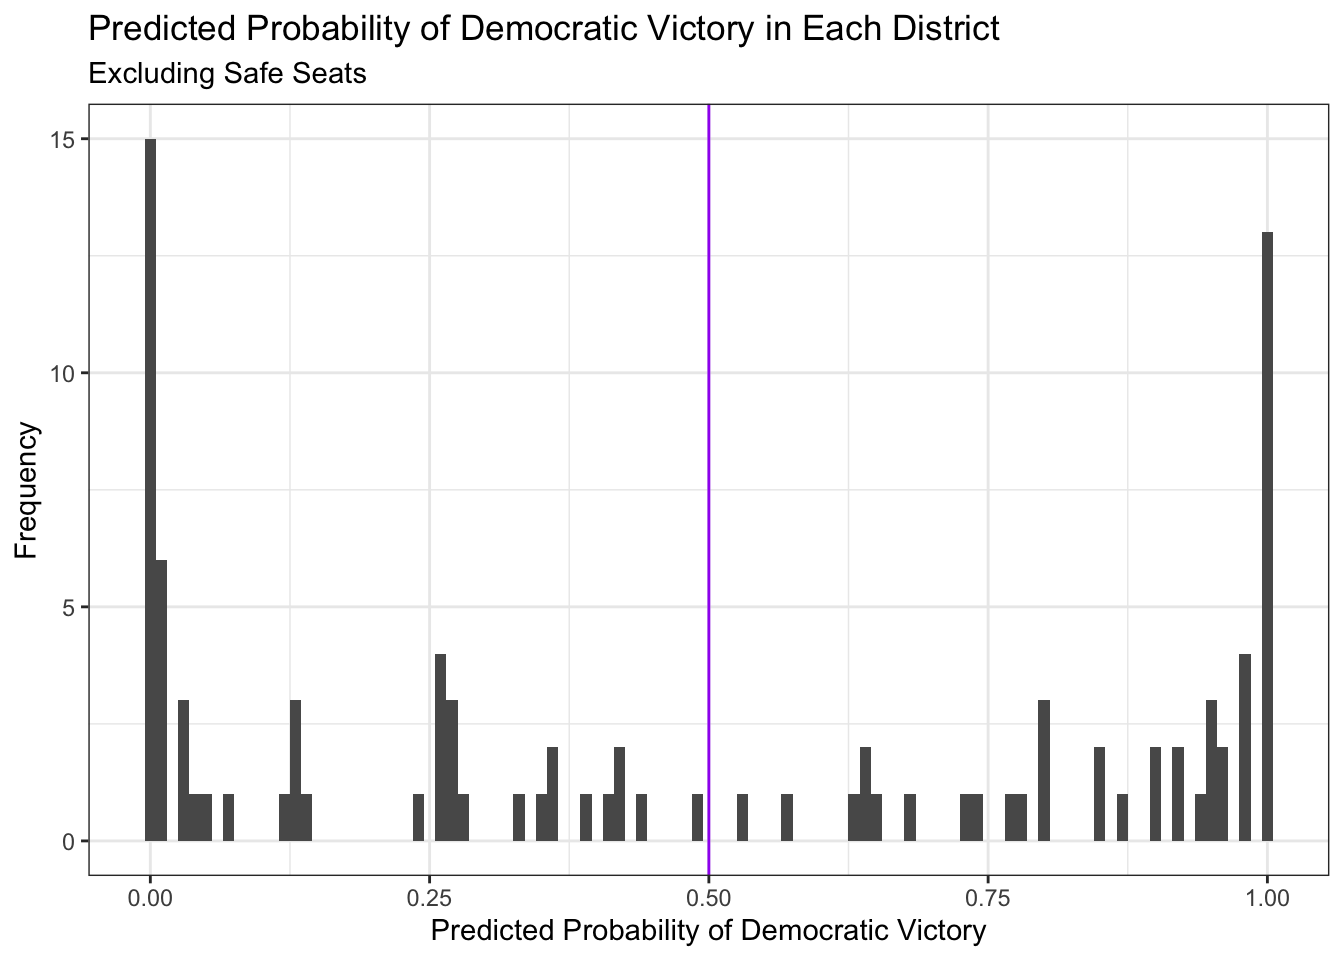 Predicted Probability of Democratic Victory in Each District
Excluding Safe Seats
15
10
5
0
Frequency
0.00 0.25 0.50 0.75 1.00
Predicted Probability of Democratic Victory